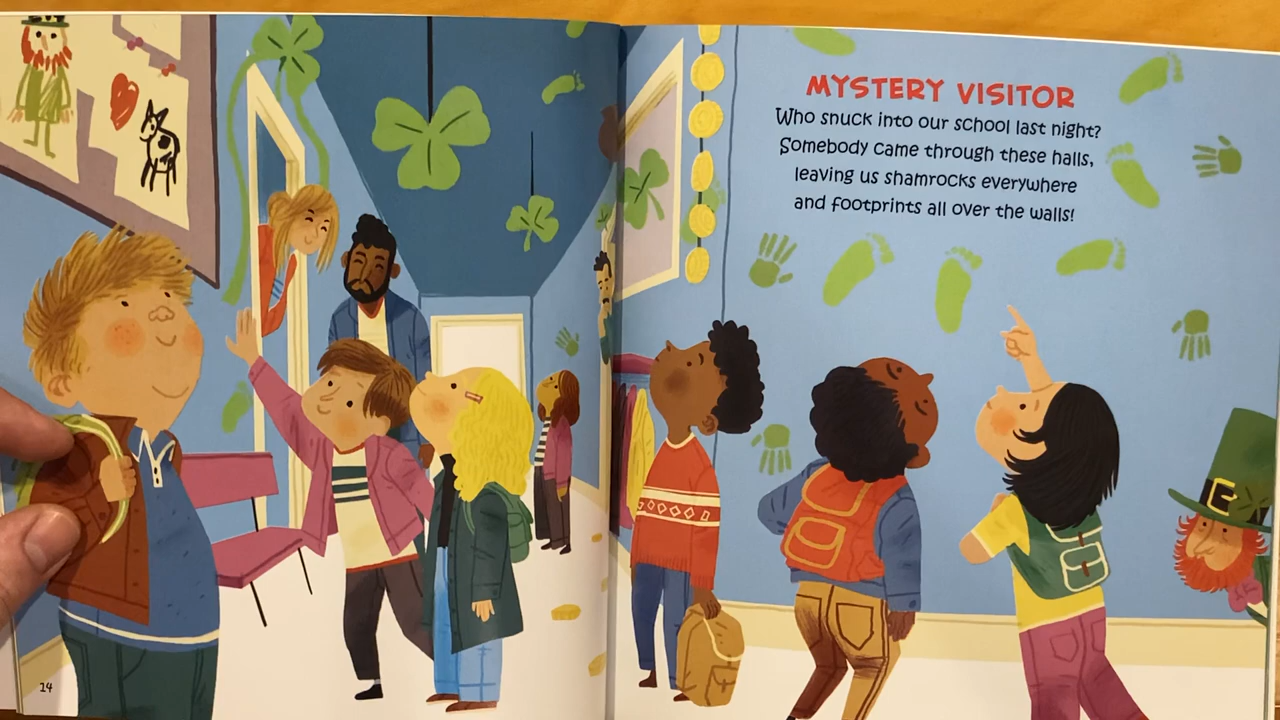 MYSTERY VISITOR
Who snuck into our school last night?
Somebody came through these halls,
leaving us shamrocks everywhere
and footprints all over the walls!
14